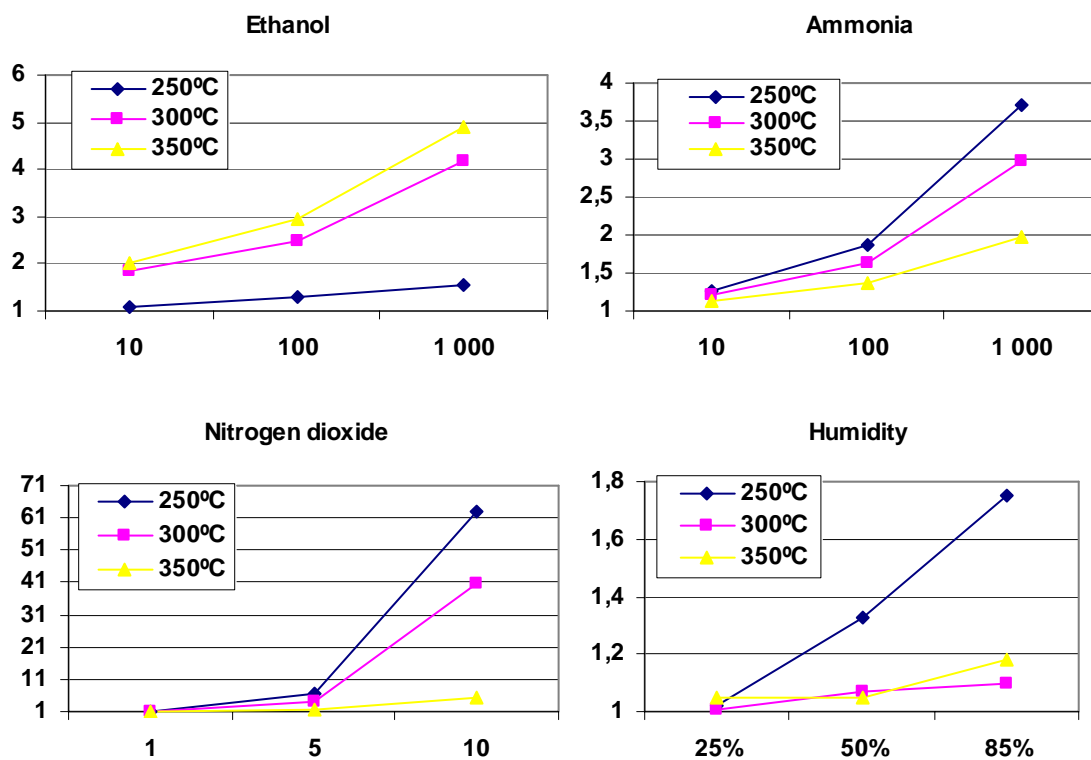 Ethanol
6
5
4
3
2
1
250ºC
300ºC
350ºC
10 100 1 000
Ammonia
4
3,5
3
2,5
2
1,5
1
250ºC
300ºC
350ºC
10 100 1 000
Nitrogen dioxide
71
61
51
41
31
21
11
1
250ºC
300ºC
350ºC
1 5 10
Humidity
1,8
1,6
1,4
1,2
1
250ºC
300ºC
350ºC
25% 50% 85%